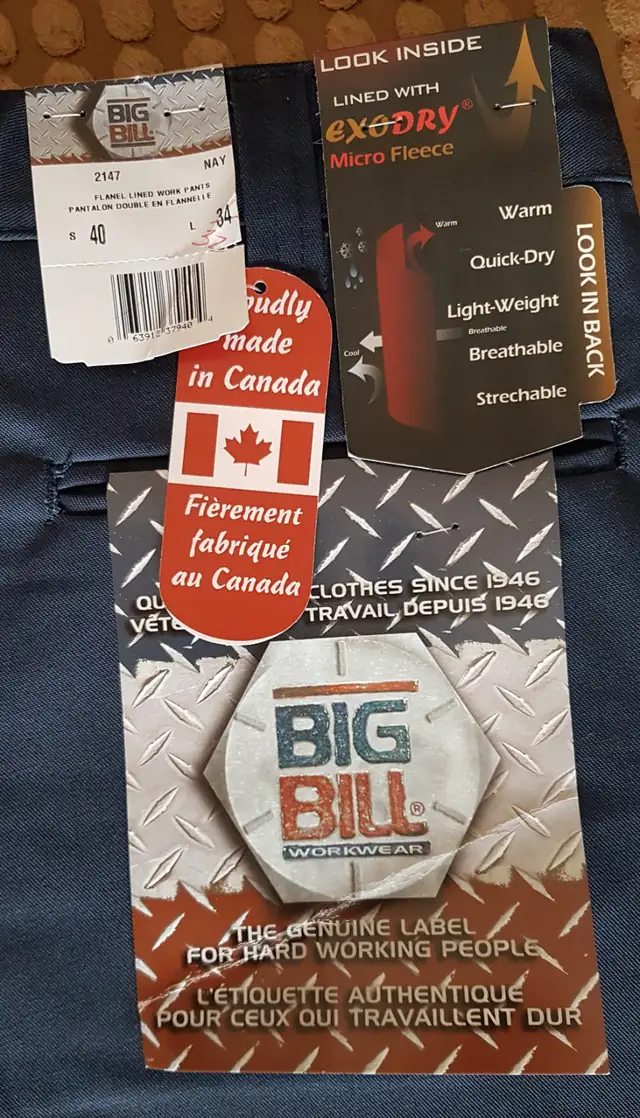 BIG
BILL
2147 NAY
FLANEL LINED WORK PANTS
PANTALON DOUBLE EN FLANNELLE
S 40 L 34
0 63912 37940 4
LOOK INSIDE
LINED WITH
EXODRY®
Micro Fleece
Warm
Warm
Quick-Dry
Light-Weight
Breathable
Breathable
Cool
Strechable
LOOK IN BACK
made
in Canada
Fièrement
fabriqué
au Canada
CLOTHES SINCE 1946
TRAVAIL DEPUIS 1946
BIG
BILL®
WORKWEAR
THE GENUINE LABEL
FOR HARD WORKING PEOPLE
L'ÉTIQUETTE AUTHENTIQUE
POUR CEUX QUI TRAVAILLENT DUR